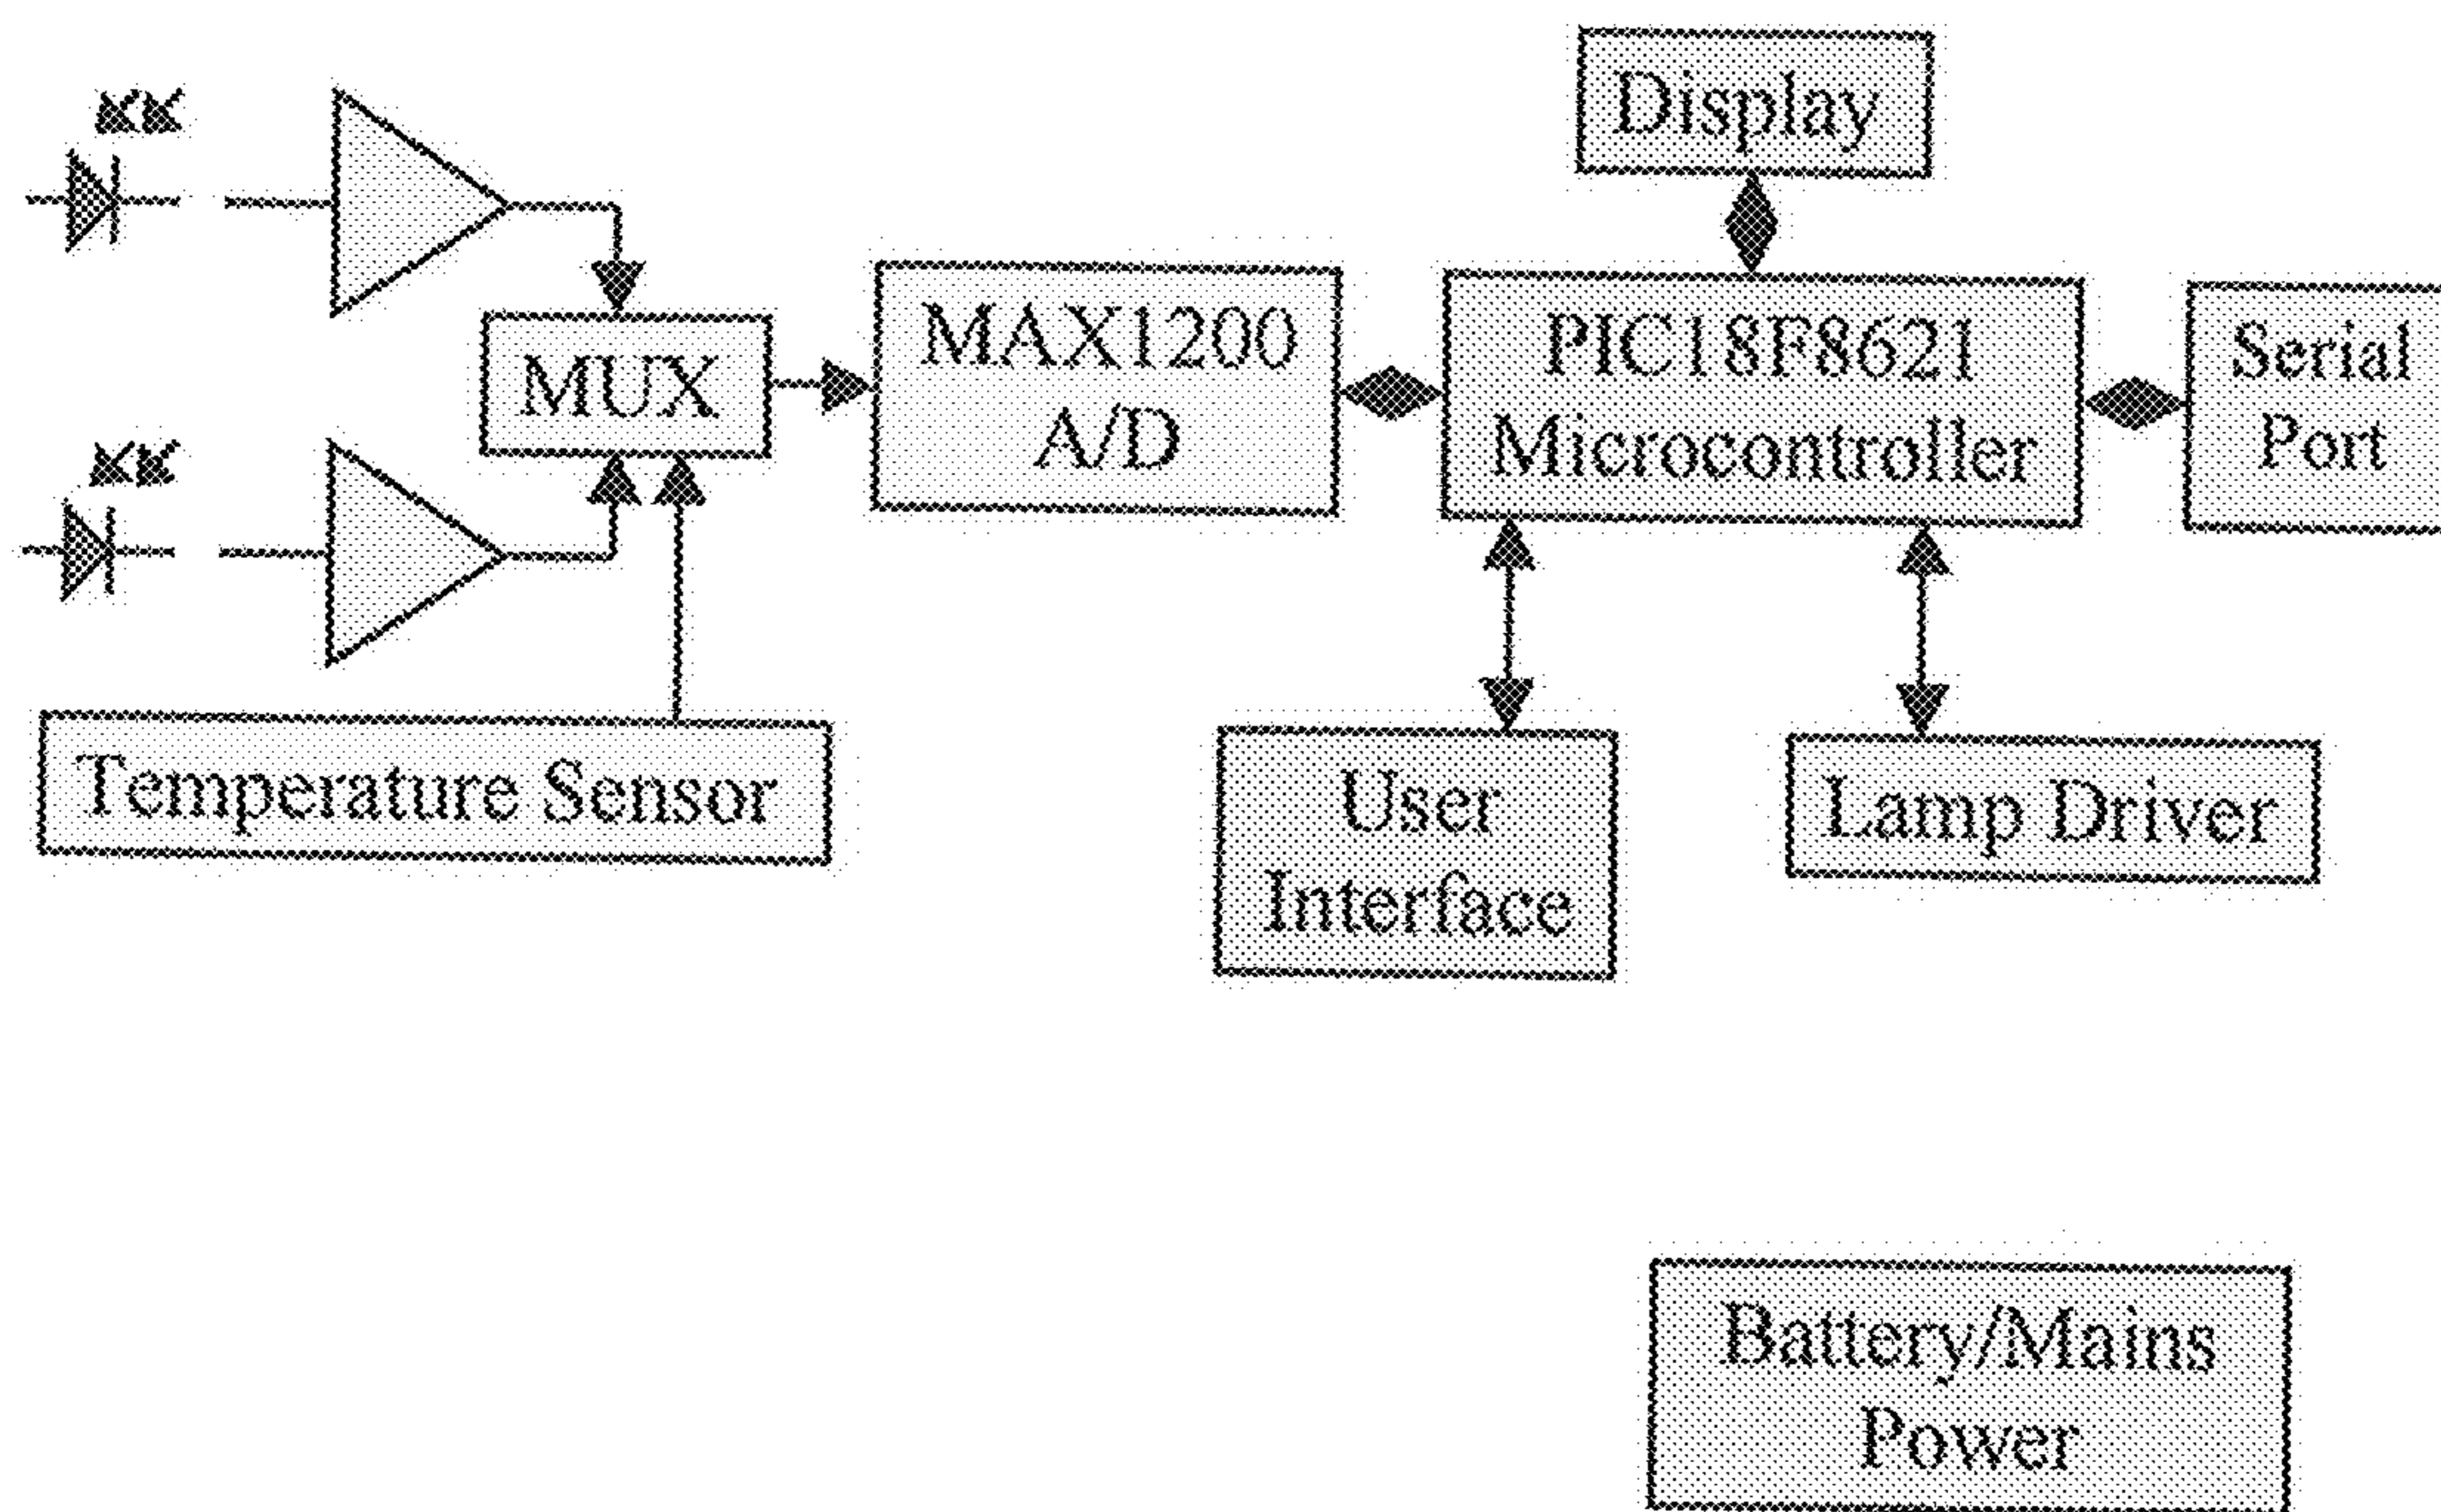 Display
MUX
MAX1200
A/D
PIC18F8621
Microcontroller
Serial
Port
Temperature Sensor
User
Interface
Lamp Driver
Battery/Mains
Power